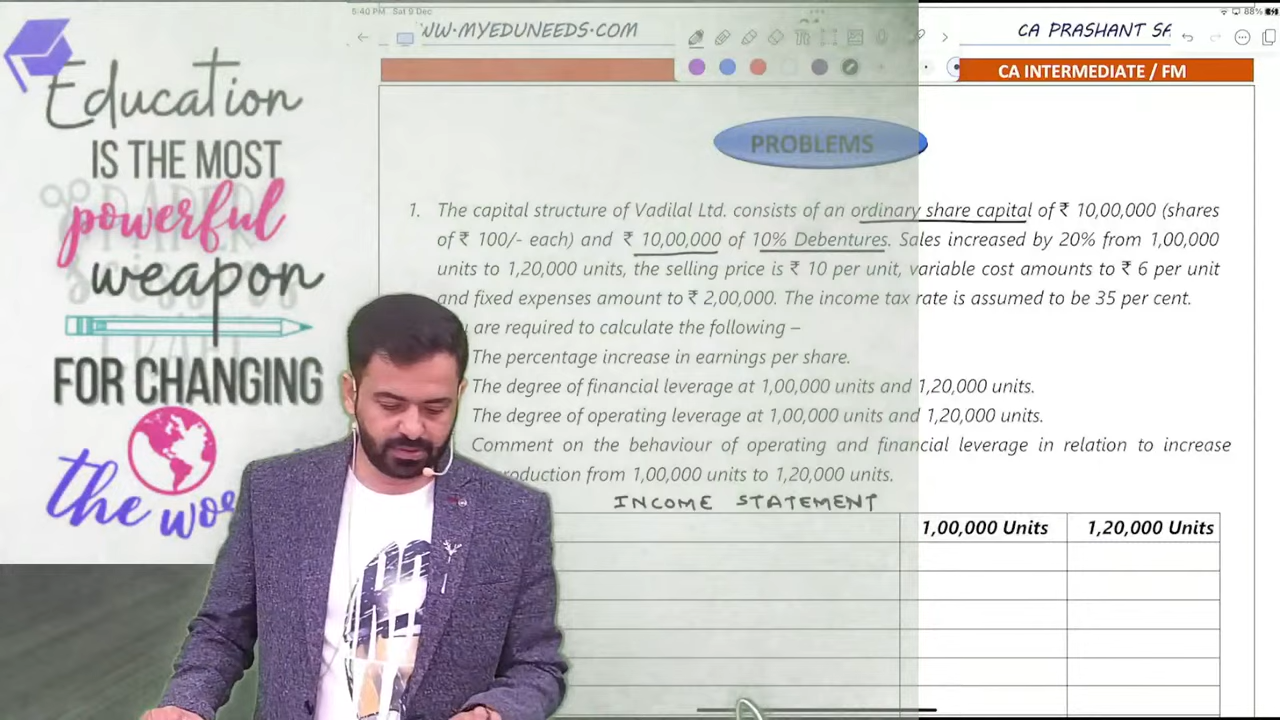 5:40 PM Sat 9 Dec
88%
WW.MYEDUNEEDS.COM
CA PRASHANT SA
CA INTERMEDIATE / FM
Education
IS THE MOST
powerful
weapon
FOR CHANGING
the wo
PROBLEMS
1. The capital structure of Vadilal Ltd. consists of an ordinary share capital of ₹ 10,00,000 (shares
of ₹ 100/- each) and ₹ 10,00,000 of 10% Debentures. Sales increased by 20% from 1,00,000
units to 1,20,000 units, the selling price is ₹ 10 per unit, variable cost amounts to ₹ 6 per unit
and fixed expenses amount to ₹ 2,00,000. The income tax rate is assumed to be 35 per cent.
are required to calculate the following –
The percentage increase in earnings per share.
The degree of financial leverage at 1,00,000 units and 1,20,000 units.
The degree of operating leverage at 1,00,000 units and 1,20,000 units.
Comment on the behaviour of operating and financial leverage in relation to increase
roduction from 1,00,000 units to 1,20,000 units.
INCOME STATEMENT
1,00,000 Units
1,20,000 Units